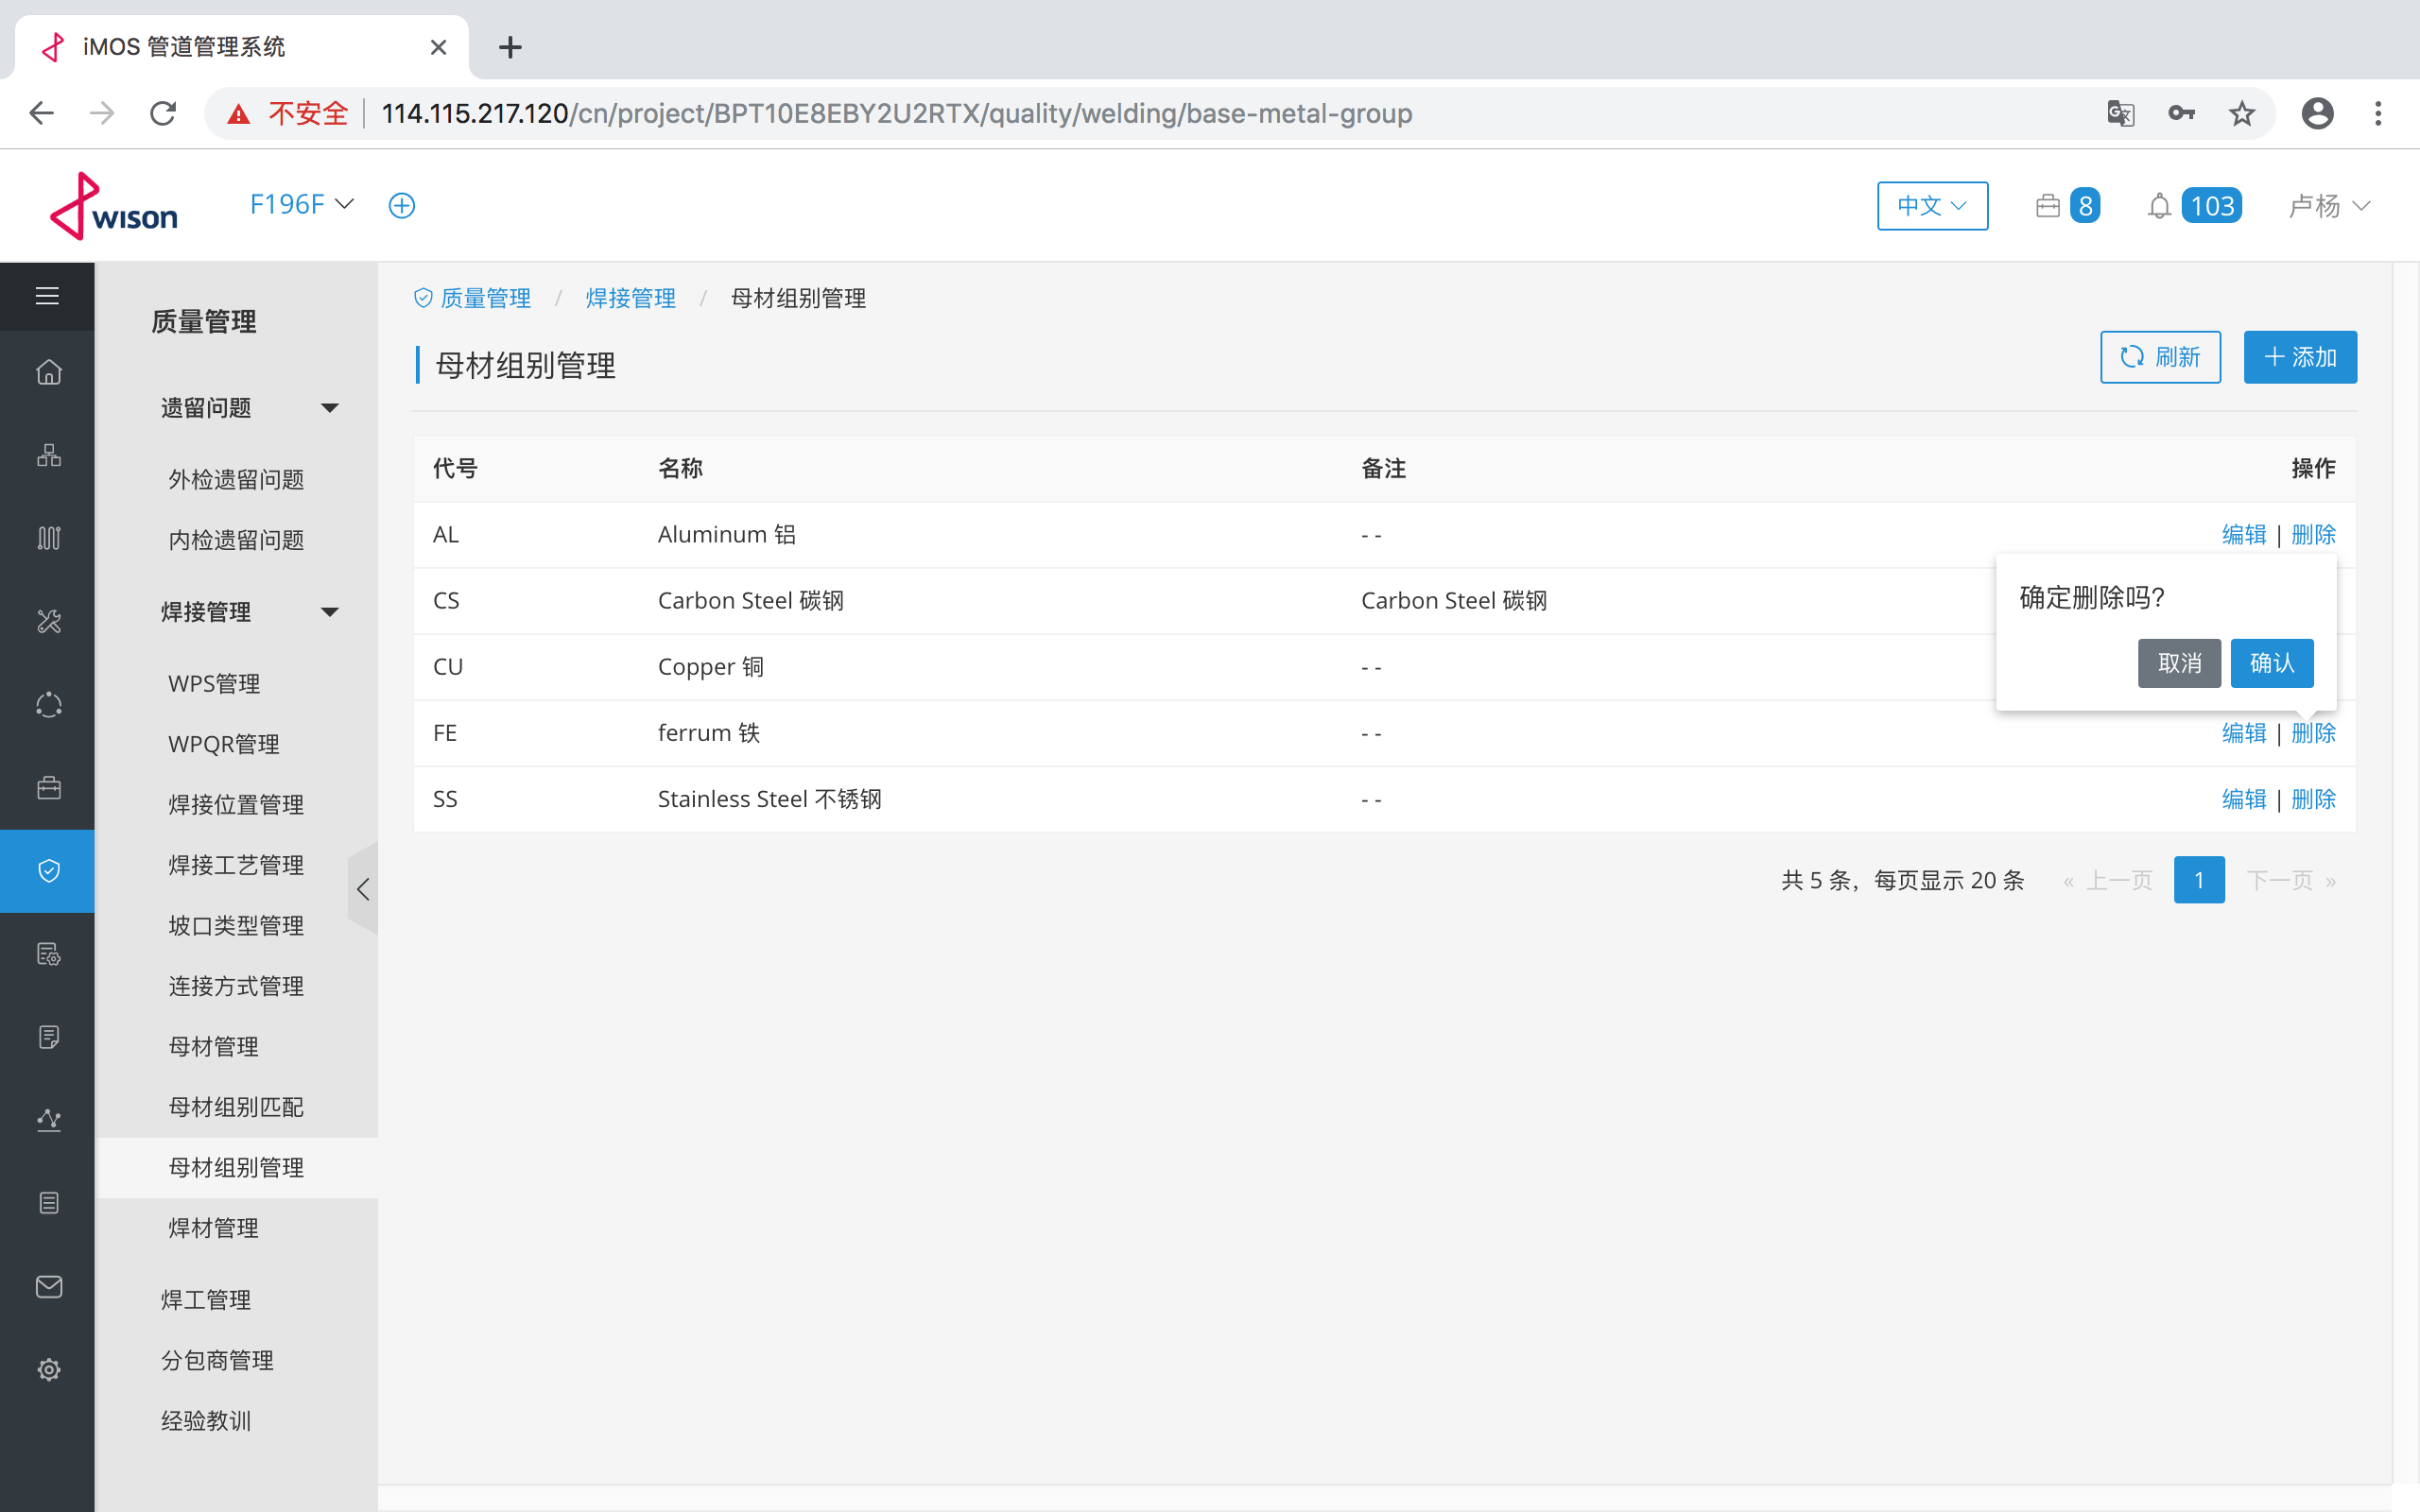 iMOS 管道管理系统
不安全 114.115.217.120/cn/project/BPT10E8EBY2U2RTX/quality/welding/base-metal-group
wison F196F 中文 8 103 卢杨
质量管理
遗留问题
外检遗留问题
内检遗留问题
焊接管理
WPS管理
WPQR管理
焊接位置管理
焊接工艺管理
坡口类型管理
连接方式管理
母材管理
母材组别匹配
母材组别管理
焊材管理
焊工管理
分包商管理
经验教训
质量管理 / 焊接管理 / 母材组别管理
母材组别管理 刷新 添加
代号 名称 备注 操作
AL Aluminum 铝 - - 编辑 | 删除
CS Carbon Steel 碳钢 Carbon Steel 碳钢
CU Copper 铜 - -
FE ferrum 铁 - - 编辑 | 删除
SS Stainless Steel 不锈钢 - - 编辑 | 删除
确定删除吗?
取消 确认
共 5 条，每页显示 20 条 « 上一页 1 下一页 »